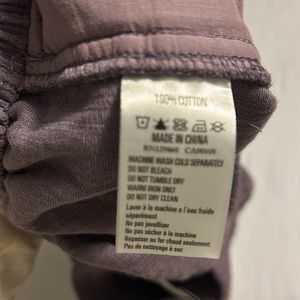 100% COTTON
MADE IN CHINA
MACHINE WASH COLD SEPARATELY
DO NOT BLEACH
DO NOT TUMBLE DRY
WARM IRON ONLY
DO NOT DRY CLEAN
Laver à la machine a l'eau fraide
séparément
Ne pas javelliser
Ne pas sécher à la machine
Repasser au fer chaud seulement
Pas de nettoyage à sec